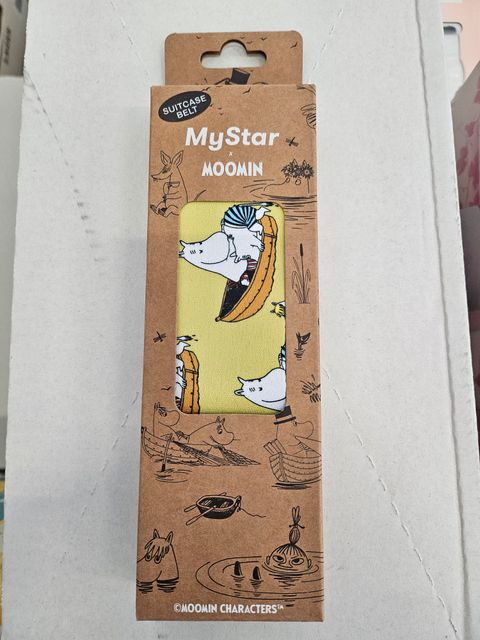 SUITCASE
BELT
MyStar
x
MOOMIN
©MOOMIN CHARACTERS™